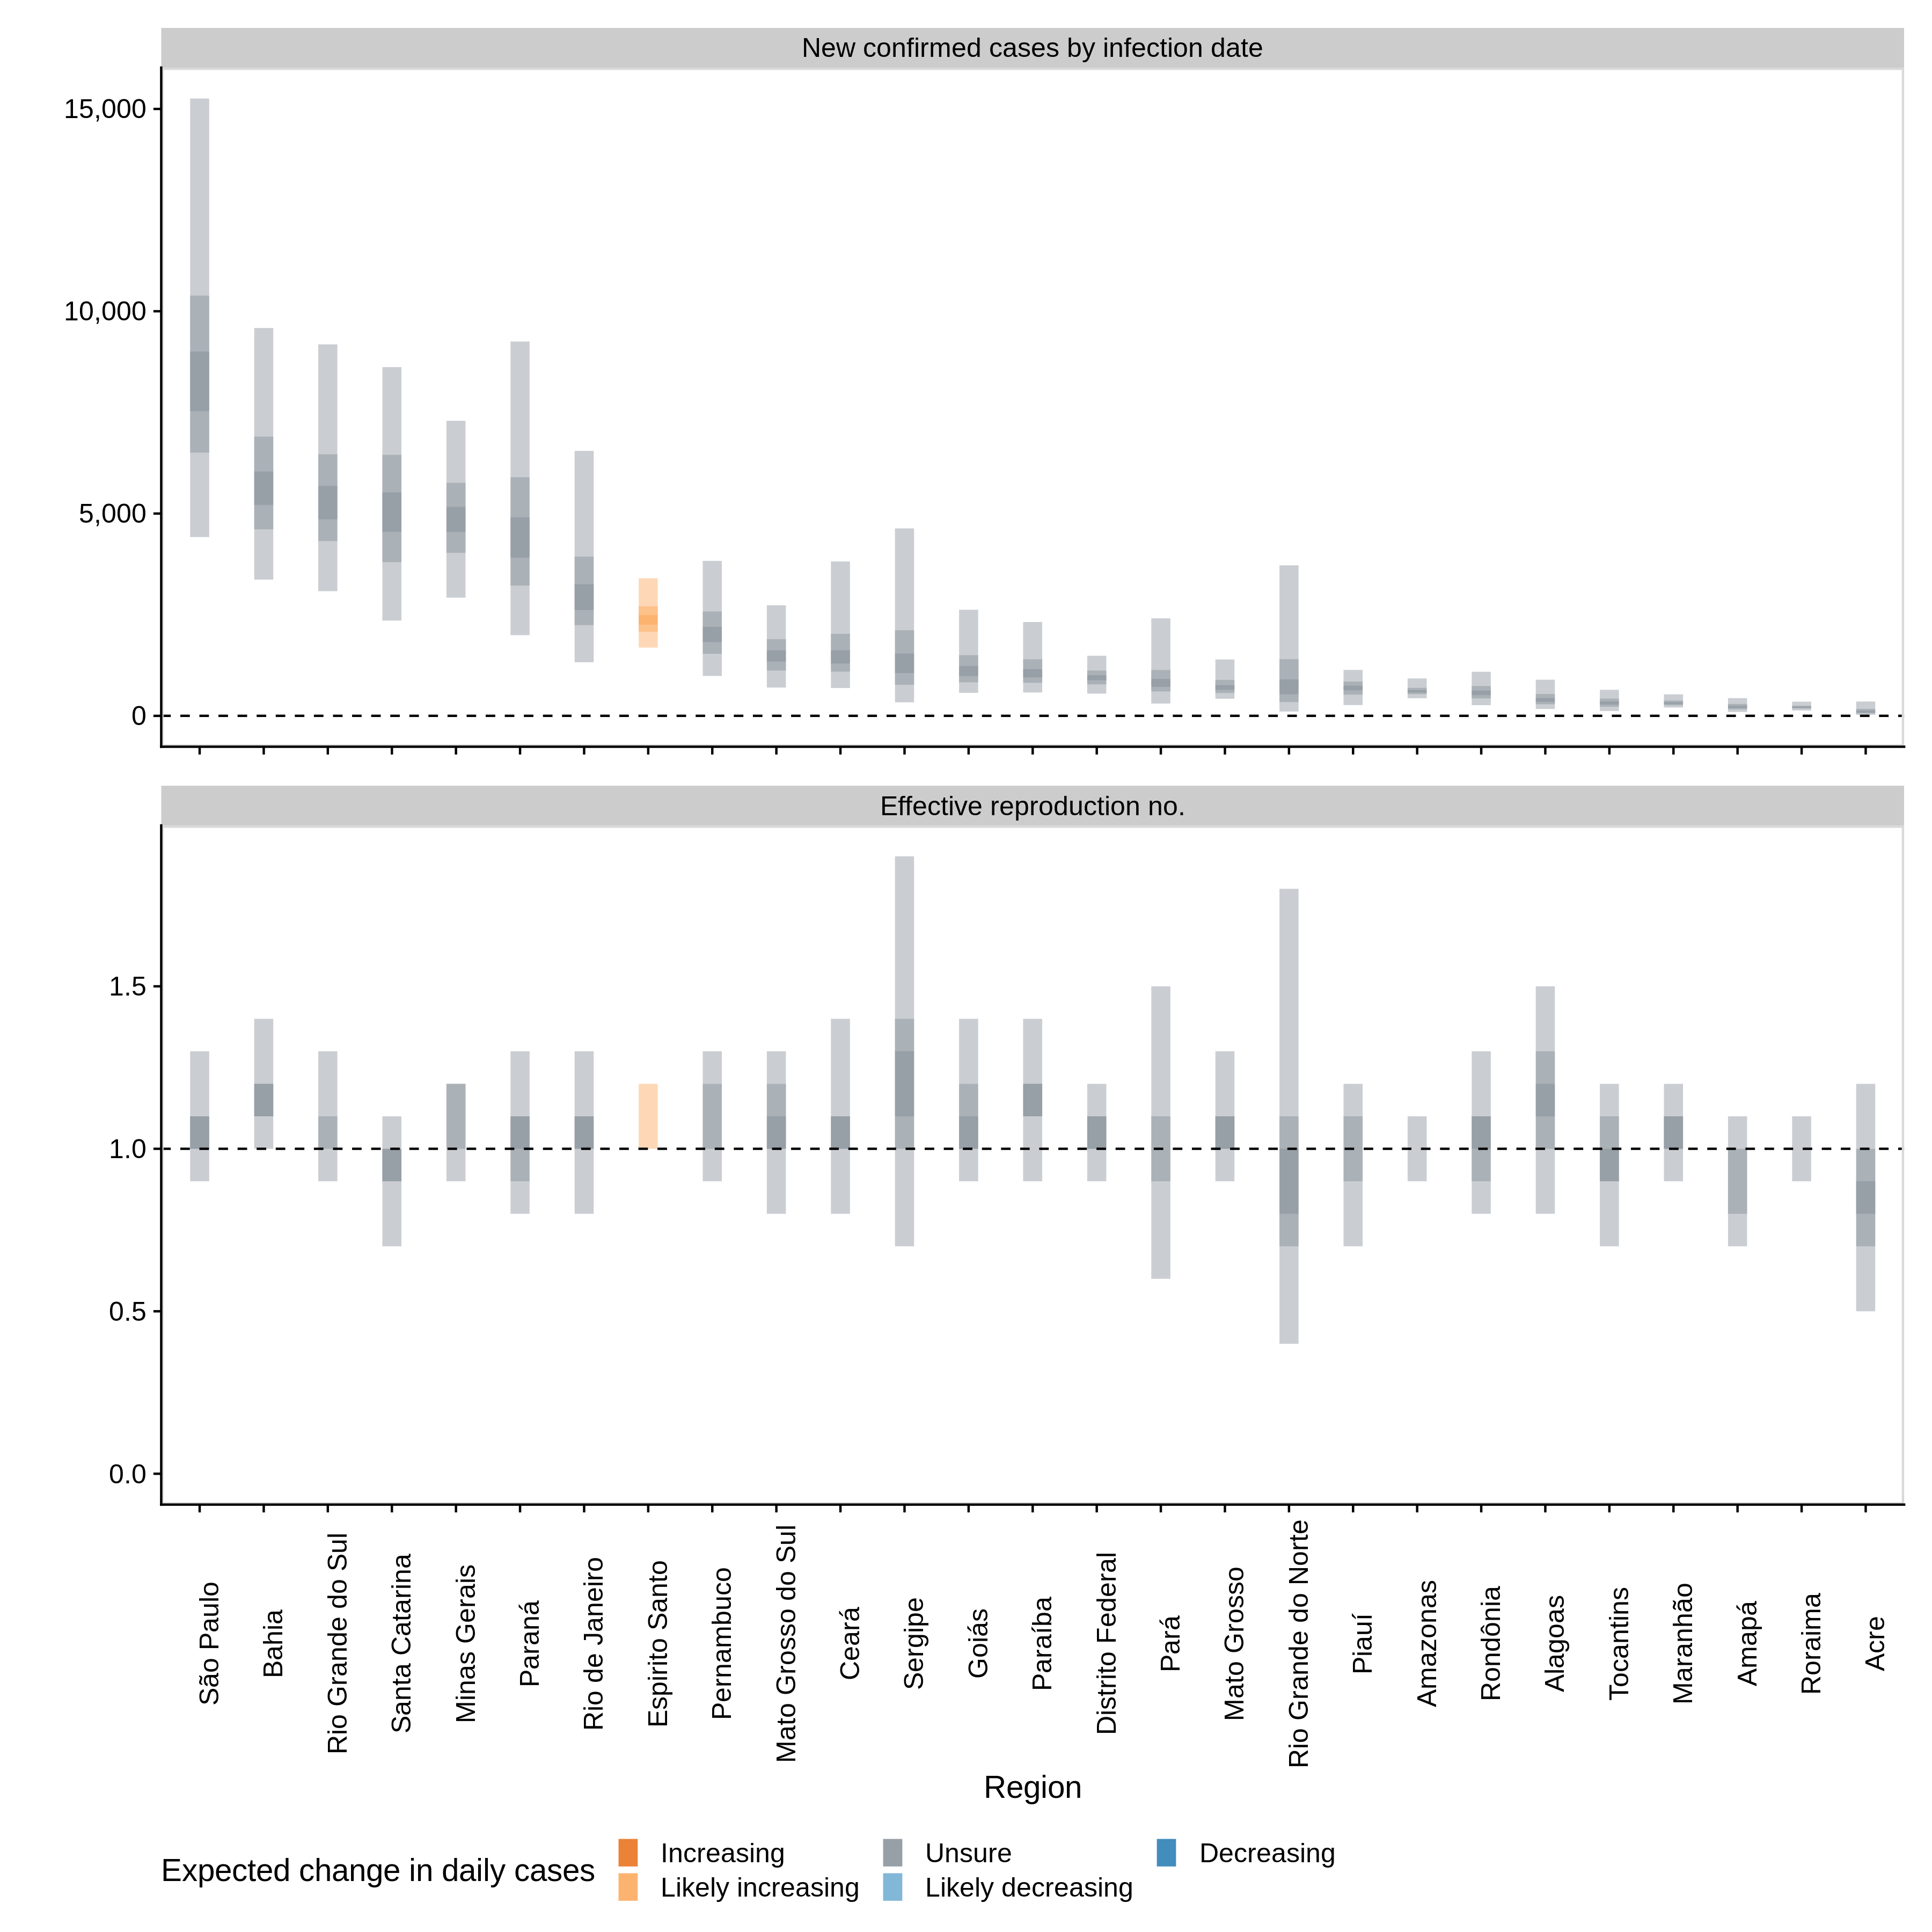 New confirmed cases by infection date
15,000
10,000
5,000
0
Effective reproduction no.
1.5
1.0
0.5
0.0
São Paulo
Bahia
Rio Grande do Sul
Santa Catarina
Minas Gerais
Paraná
Rio de Janeiro
Espirito Santo
Pernambuco
Mato Grosso do Sul
Ceará
Sergipe
Goiás
Paraíba
Distrito Federal
Pará
Mato Grosso
Rio Grande do Norte
Piauí
Amazonas
Rondônia
Alagoas
Tocantins
Maranhão
Amapá
Roraima
Acre
Region
Expected change in daily cases
Increasing
Unsure
Decreasing
Likely increasing
Likely decreasing